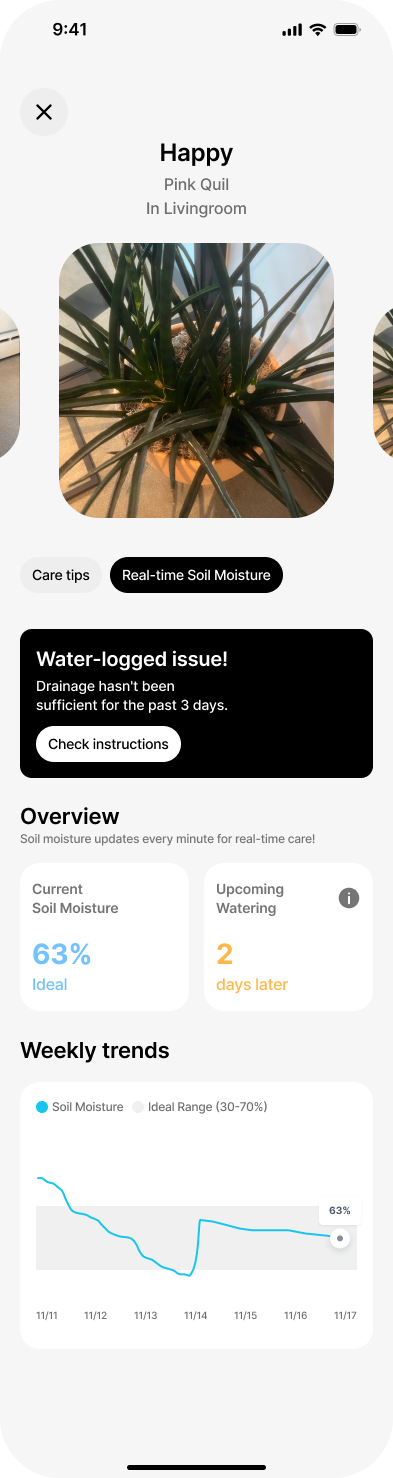 9:41
Happy
Pink Quil
In Livingroom
Care tips
Real-time Soil Moisture
Water-logged issue!
Drainage hasn't been
sufficient for the past 3 days.
Check instructions
Overview
Soil moisture updates every minute for real-time care!
Current
Soil Moisture
63%
Ideal
Upcoming
Watering
2
days later
Weekly trends
Soil Moisture
Ideal Range (30-70%)
63%
11/11
11/12
11/13
11/14
11/15
11/16
11/17